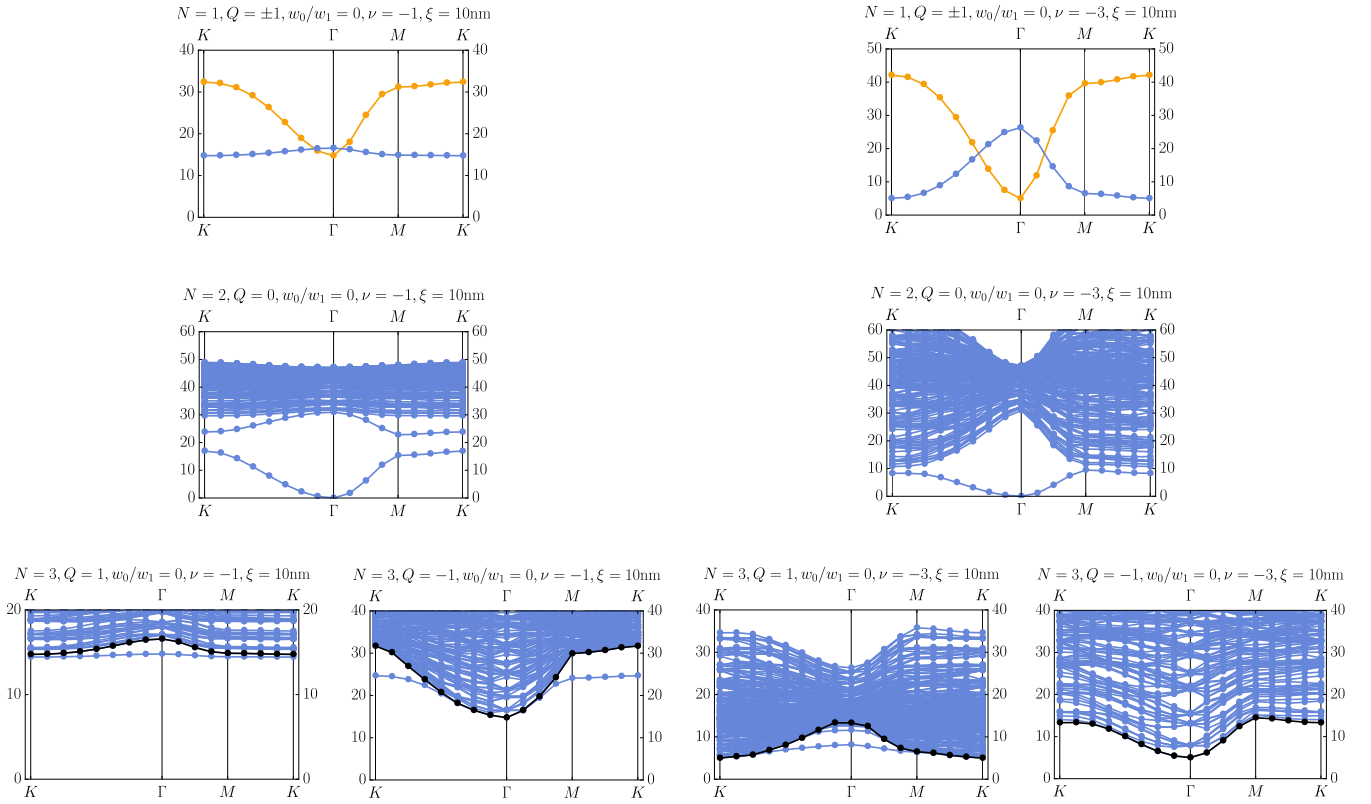 N = 1, Q = ±1, w₀/w₁ = 0, ν = −1, ξ = 10nm
K Γ M K
40 40
30 30
20 20
10 10
0 0
K Γ M K
N = 1, Q = ±1, w₀/w₁ = 0, ν = −3, ξ = 10nm
K Γ M K
50 50
40 40
30 30
20 20
10 10
0 0
K Γ M K
N = 2, Q = 0, w₀/w₁ = 0, ν = −1, ξ = 10nm
K Γ M K
60 60
50 50
40 40
30 30
20 20
10 10
0 0
K Γ M K
N = 2, Q = 0, w₀/w₁ = 0, ν = −3, ξ = 10nm
K Γ M K
60 60
50 50
40 40
30 30
20 20
10 10
0 0
K Γ M K
N = 3, Q = 1, w₀/w₁ = 0, ν = −1, ξ = 10nm
K Γ M K
20 20
10 10
0 0
K Γ M K
N = 3, Q = −1, w₀/w₁ = 0, ν = −1, ξ = 10nm
K Γ M K
40 40
30 30
20 20
10 10
0 0
K Γ M K
N = 3, Q = 1, w₀/w₁ = 0, ν = −3, ξ = 10nm
K Γ M K
40 40
30 30
20 20
10 10
0 0
K Γ M K
N = 3, Q = −1, w₀/w₁ = 0, ν = −3, ξ = 10nm
K Γ M K
40 40
30 30
20 20
10 10
0 0
K Γ M K